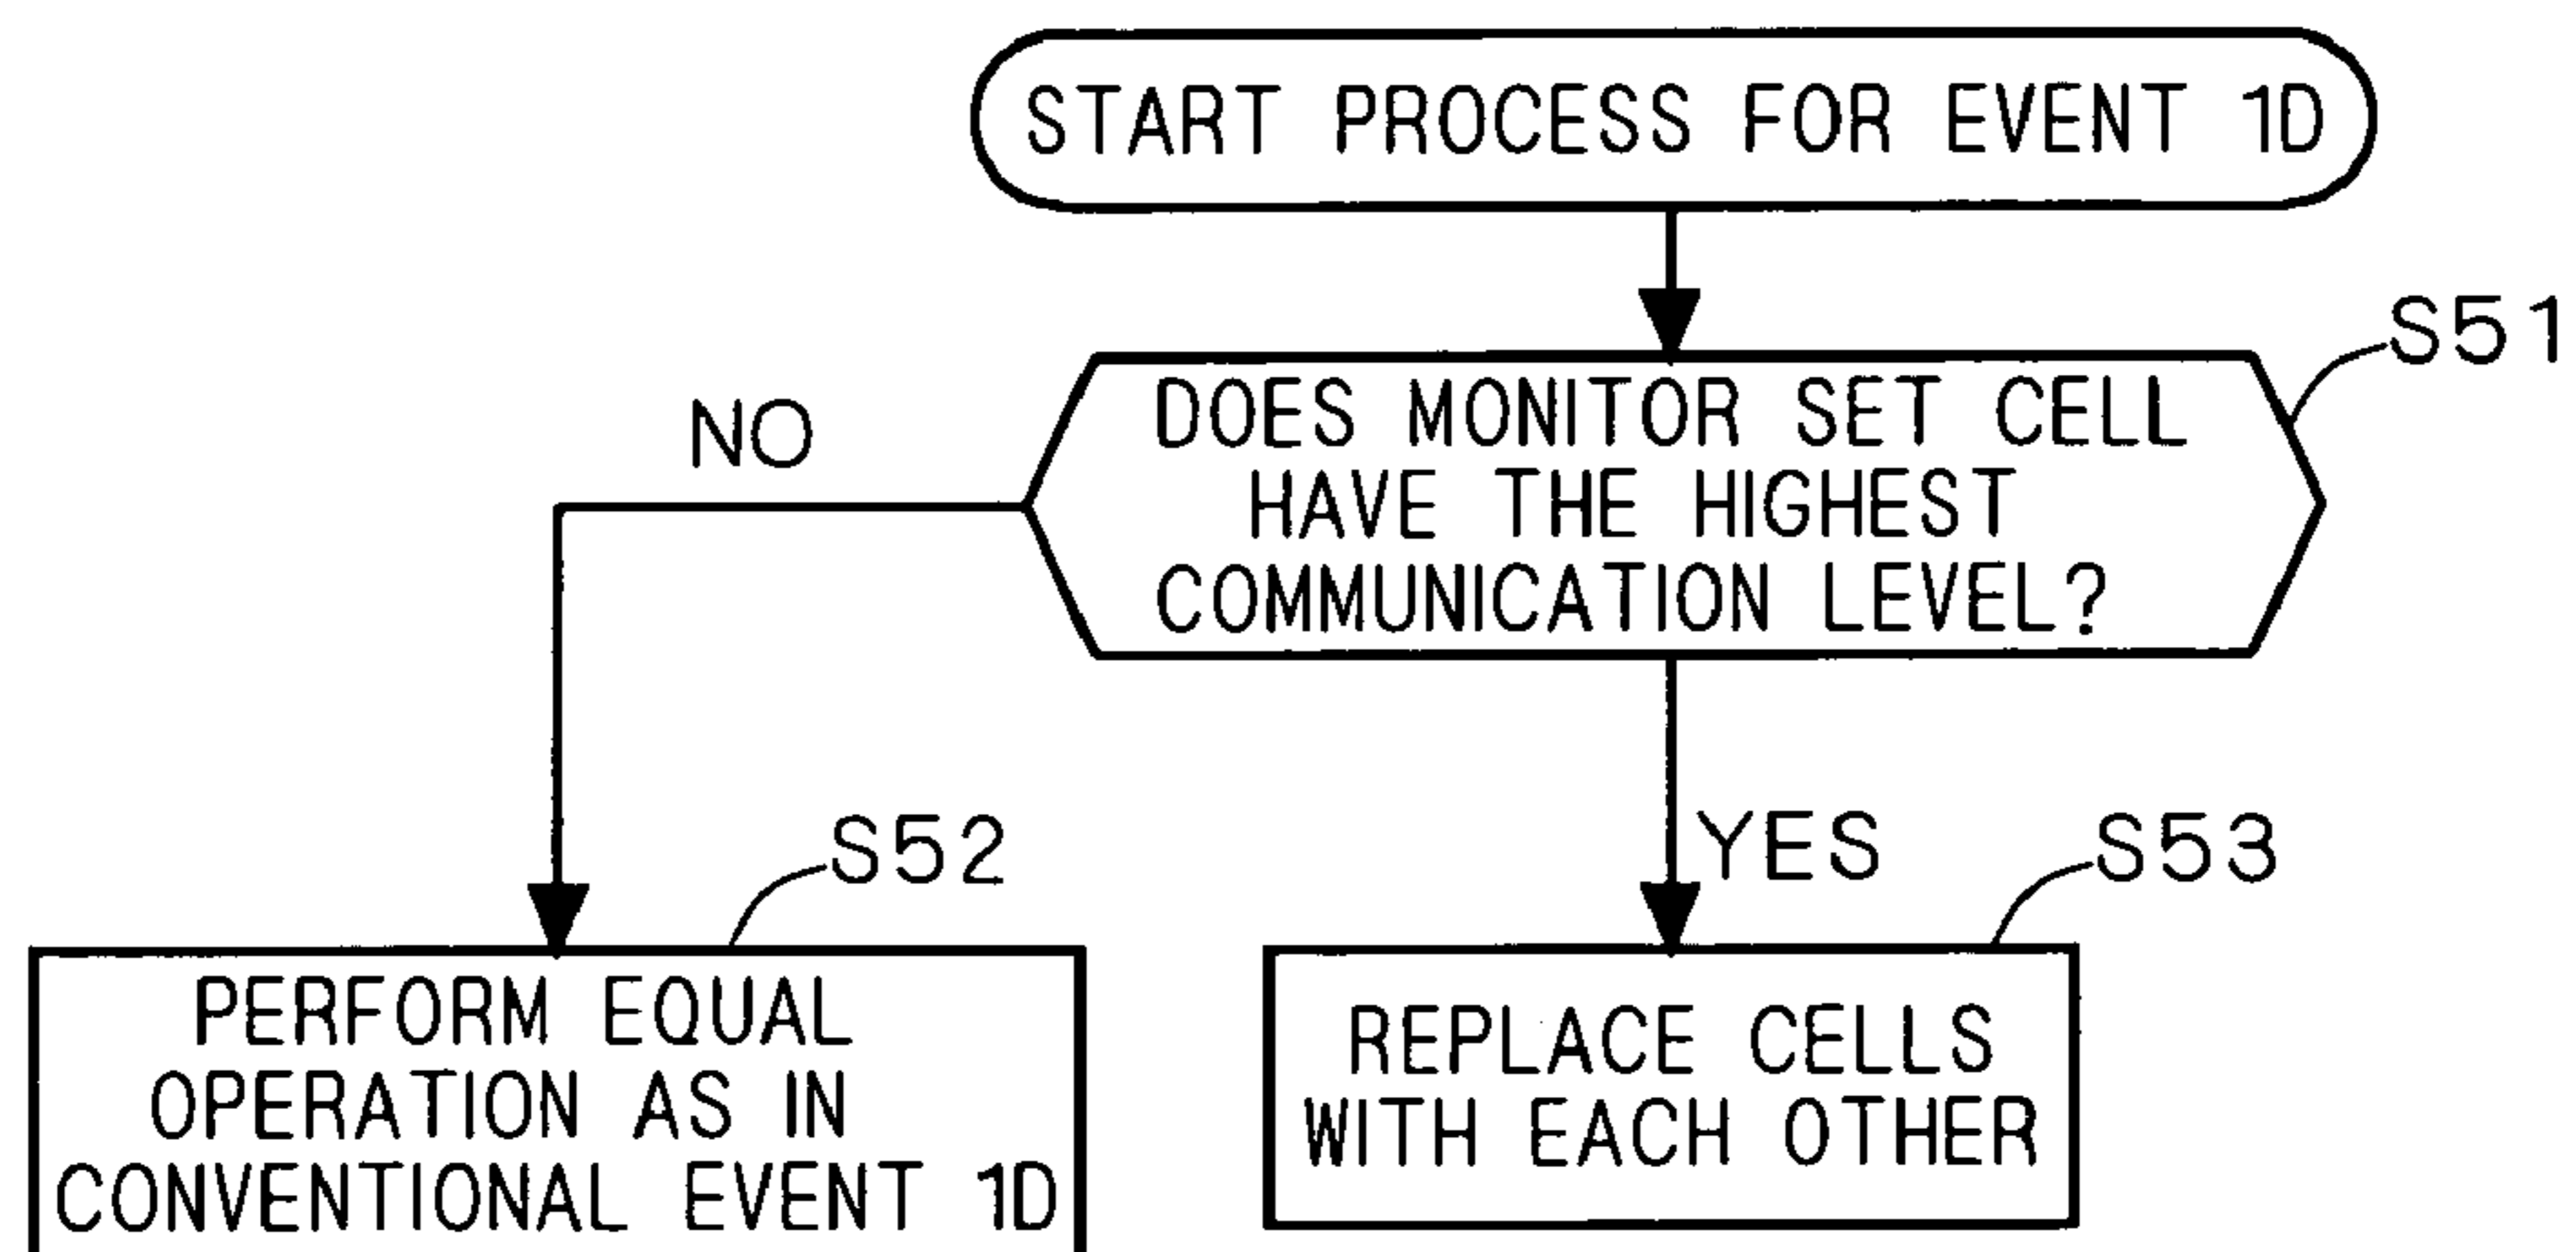 START PROCESS FOR EVENT 1D
S51
DOES MONITOR SET CELL
HAVE THE HIGHEST
COMMUNICATION LEVEL?
NO
YES
S52
S53
PERFORM EQUAL
OPERATION AS IN
CONVENTIONAL EVENT 1D
REPLACE CELLS
WITH EACH OTHER